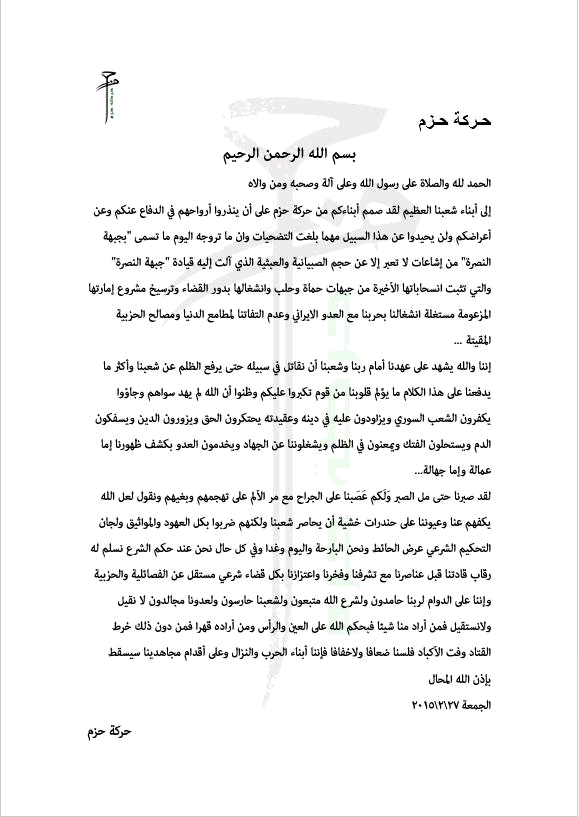 حركة حزم
بسم الله الرحمن الرحيم
الحمد لله والصلاة على رسول الله وعلى آلة وصحبه ومن والاه
إلى أبناء شعبنا العظيم لقد صمم أبناءكم من حركة حزم على أن ينذروا أرواحهم في الدفاع عنكم وعن
أعراضكم ولن يحيدوا عن هذا السبيل مهما بلغت التضحيات وان ما تروجه اليوم ما تسمى "بجبهة
النصرة" من إشاعات لا تعبر إلا عن حجم الصبيانية والعبثية الذي آلت إليه قيادة "جبهة النصرة"
والتي تثبت انسحاباتها الأخيرة من جبهات حماة وحلب وانشغالها بدور القضاء وترسيخ مشروع إمارتها
المزعومة مستغلة انشغالنا بحربنا مع العدو الايراني وعدم التفاتنا لمطامع الدنيا ومصالح الحزبية
المقيتة ...
إننا والله يشهد على عهدنا أمام ربنا وشعبنا أن نقاتل في سبيله حتى يرفع الظلم عن شعبنا وأكثر ما
يدفعنا على هذا الكلام ما يؤلم قلوبنا من قوم تكبروا عليكم وظنوا أن الله لم يهد سواهم وجاؤوا
يكفرون الشعب السوري ويزاودون عليه في دينه وعقيدته يحتكرون الحق ويزورون الدين ويسفكون
الدم ويستحلون الفتك ويمعنون في الظلم ويشغلوننا عن الجهاد ويخدمون العدو بكشف ظهورنا إما
عمالة وإما جهالة...
لقد صبرنا حتى مل الصبر وَلَكم عَصَبنا على الجراح مع مر الألم على تهجمهم وبغيهم ونقول لعل الله
يكفهم عنا وعيوننا على حندرات خشية أن يحاصر شعبنا ولكنهم ضربوا بكل العهود والمواثيق ولجان
التحكيم الشرعي عرض الحائط ونحن البارحة واليوم وغدا وفي كل حال نحن عند حكم الشرع نسلم له
رقاب قادتنا قبل عناصرنا مع تشرفنا وفخرنا واعتزازنا بكل قضاء شرعي مستقل عن الفصائلية والحزبية
وإننا على الدوام لربنا حامدون ولشرع الله متبعون ولشعبنا حارسون ولعدونا مجالدون لا نقيل
ولانستقيل فمن أراد منا شيئا فبحكم الله على العين والرأس ومن أراده قهرا فمن دون ذلك خرط
القتاد وفت الأكباد فلسنا ضعافا ولاخفافا فإننا أبناء الحرب والنزال وعلى أقدام مجاهدينا سيسقط
بإذن الله المحال
الجمعة ٢٠١٥\٢\٢٧
حركة حزم